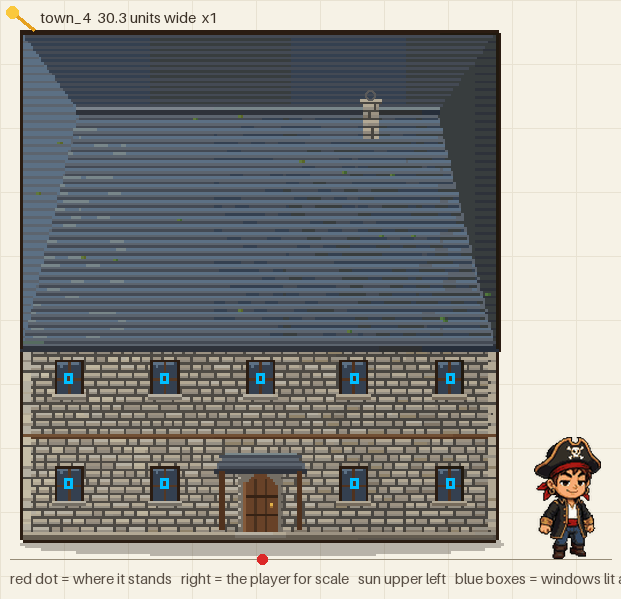 town_4 30.3 units wide x1
red dot = where it stands right = the player for scale sun upper left blue boxes = windows lit a